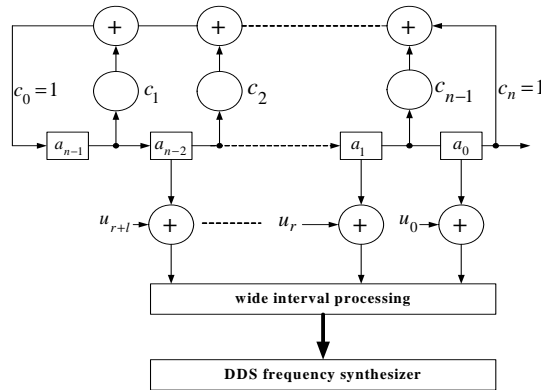 + + +
c₀ = 1 c₁ c₂ cₙ₋₁ cₙ = 1
aₙ₋₁ aₙ₋₂ a₁ a₀
uᵣ₊ₗ + uᵣ + u₀ +
wide interval processing
DDS frequency synthesizer